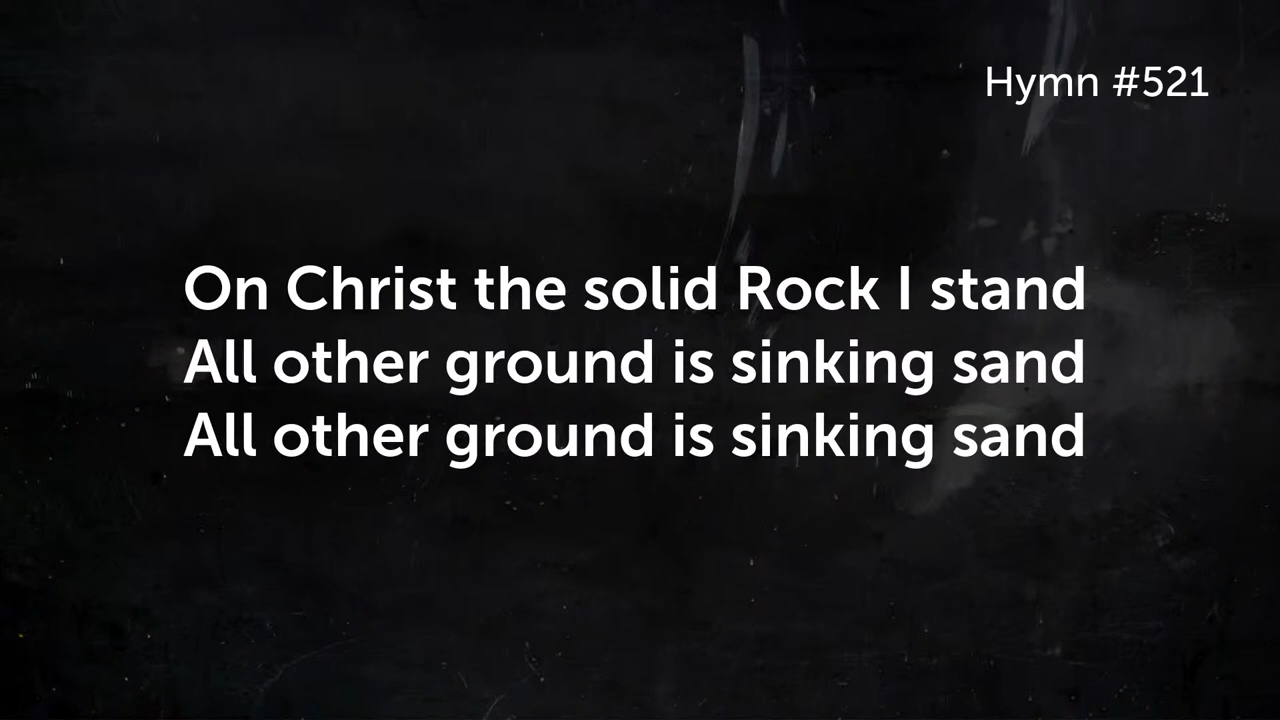 Hymn #521
On Christ the solid Rock I stand
All other ground is sinking sand
All other ground is sinking sand